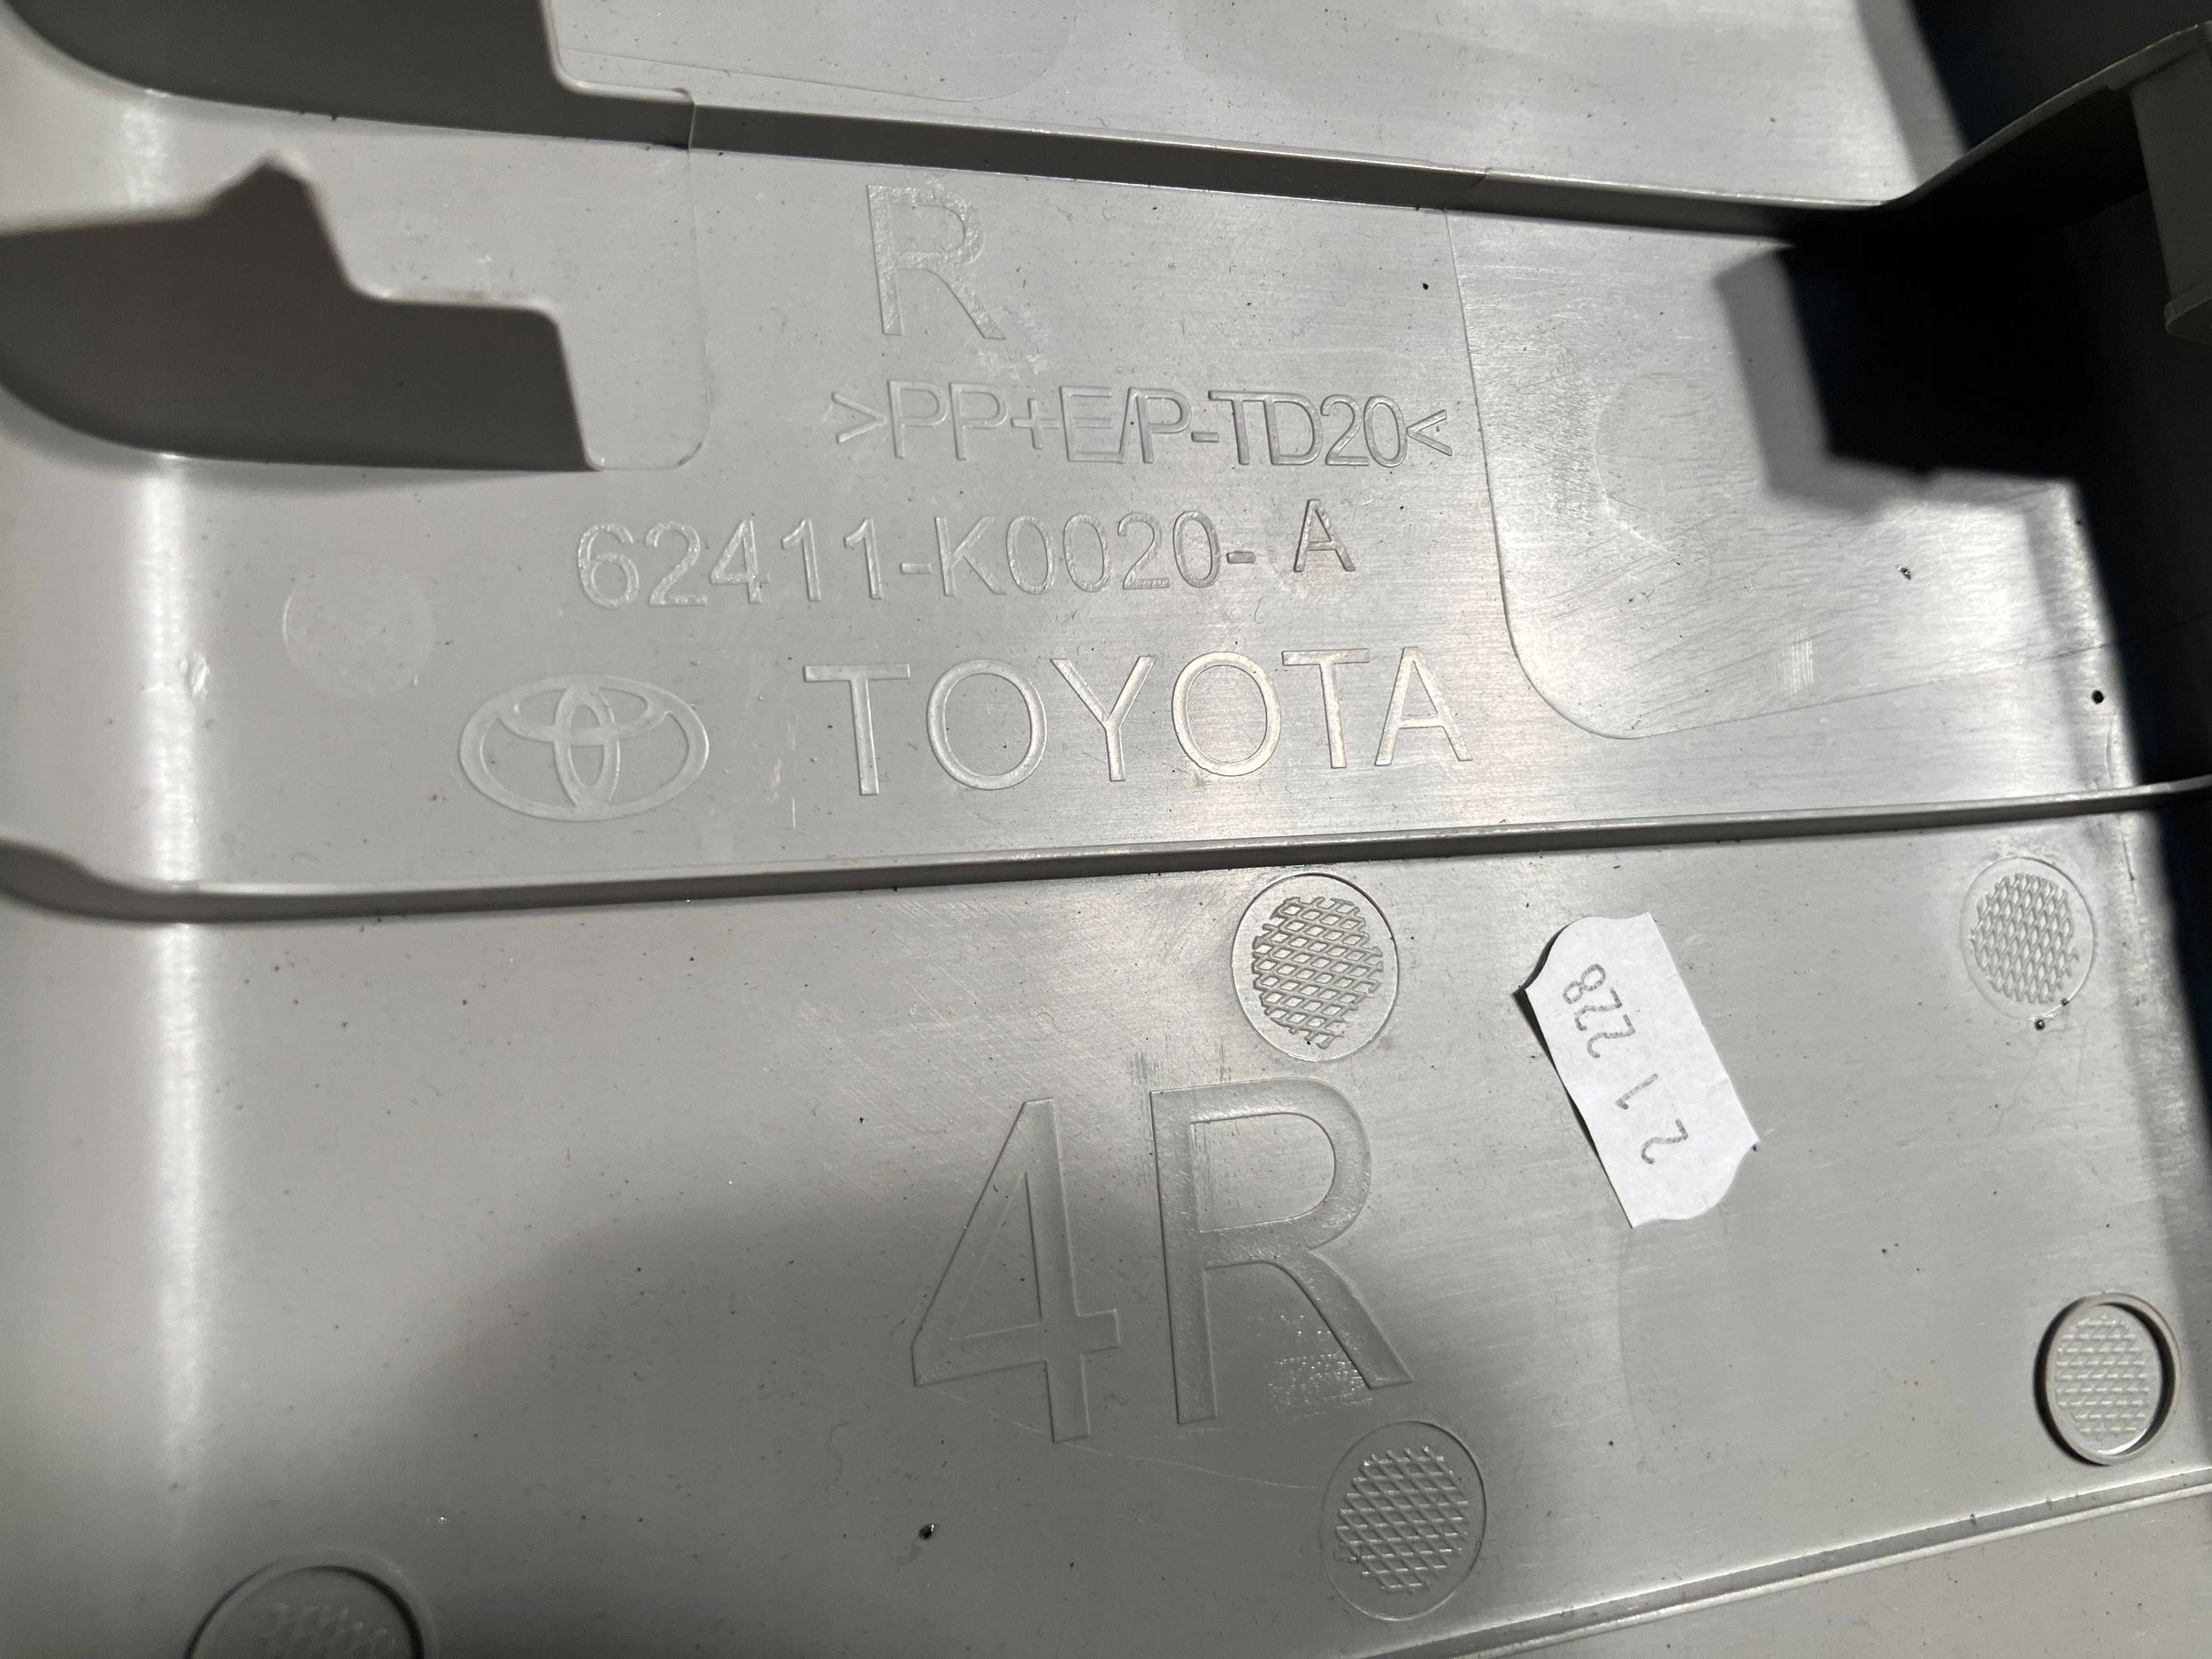 R
>PP+E/P-TD20<
62411-K0020- A
TOYOTA
21228
4R